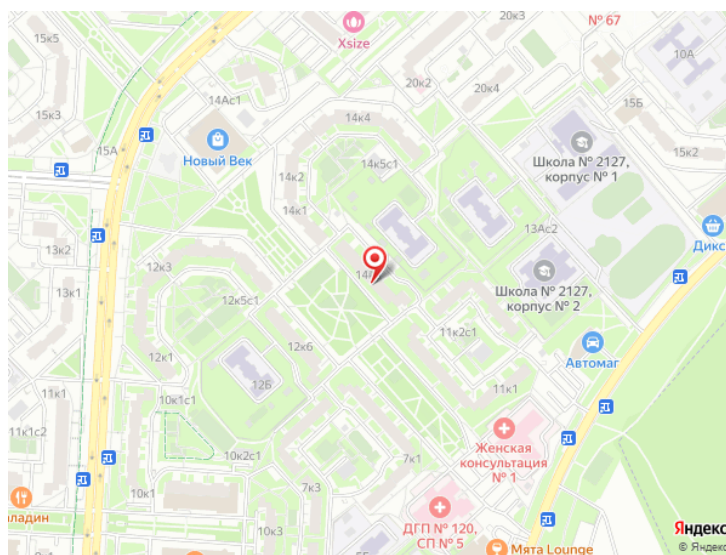 20к3
№ 67
15к5
Xsize
10А
20к2
20к4
14Ас1
15Б
15к3
14к4
15А
Новый Век
14к5с1
Школа № 2127,
корпус № 1
15к2
14к2
14к1
13Ас2
13к2
Дикс
12к3
Школа № 2127,
корпус № 2
13к1
12к5с1
11к2с1
12к6
Автомаг
12к1
12Б
11к1
10к1с1
11к1с2
Женская
консультация
№ 1
10к2с1
7к1
7к3
10к1
аладин
ДГП № 120,
СП № 5
10к3
Яндекс
Мята Lounge
© Яндекс